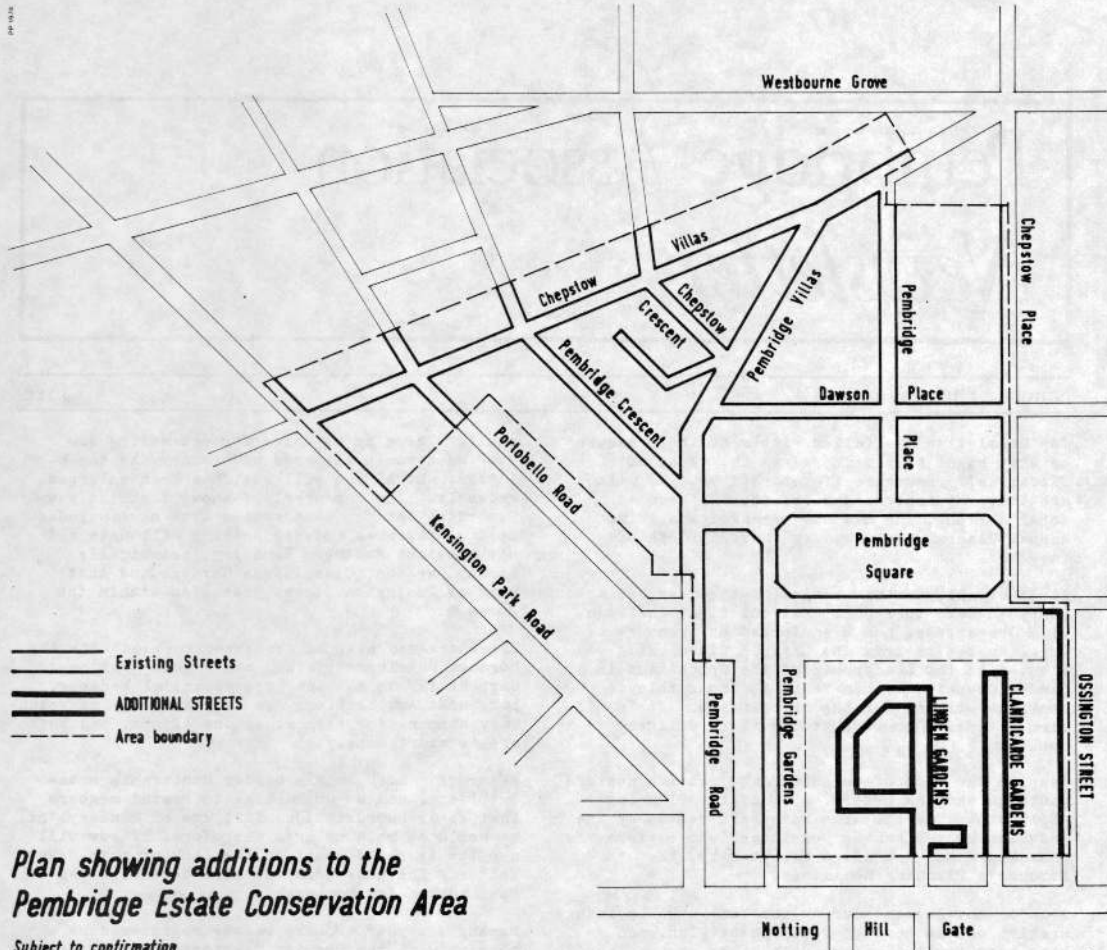 Westbourne Grove
Chepstow Villas
Chepstow Place
Chepstow
Crescent
Pembridge Villas
Pembridge
Place
Pembridge Crescent
Dawson Place
Portobello Road
Kensington Park Road
Pembridge
Square
Existing Streets
ADDITIONAL STREETS
Area boundary
Pembridge Road
Pembridge Gardens
LINDEN GARDENS
CLANRICARDE GARDENS
OSSINGTON STREET
Plan showing additions to the
Pembridge Estate Conservation Area
Subject to confirmation
Notting Hill Gate